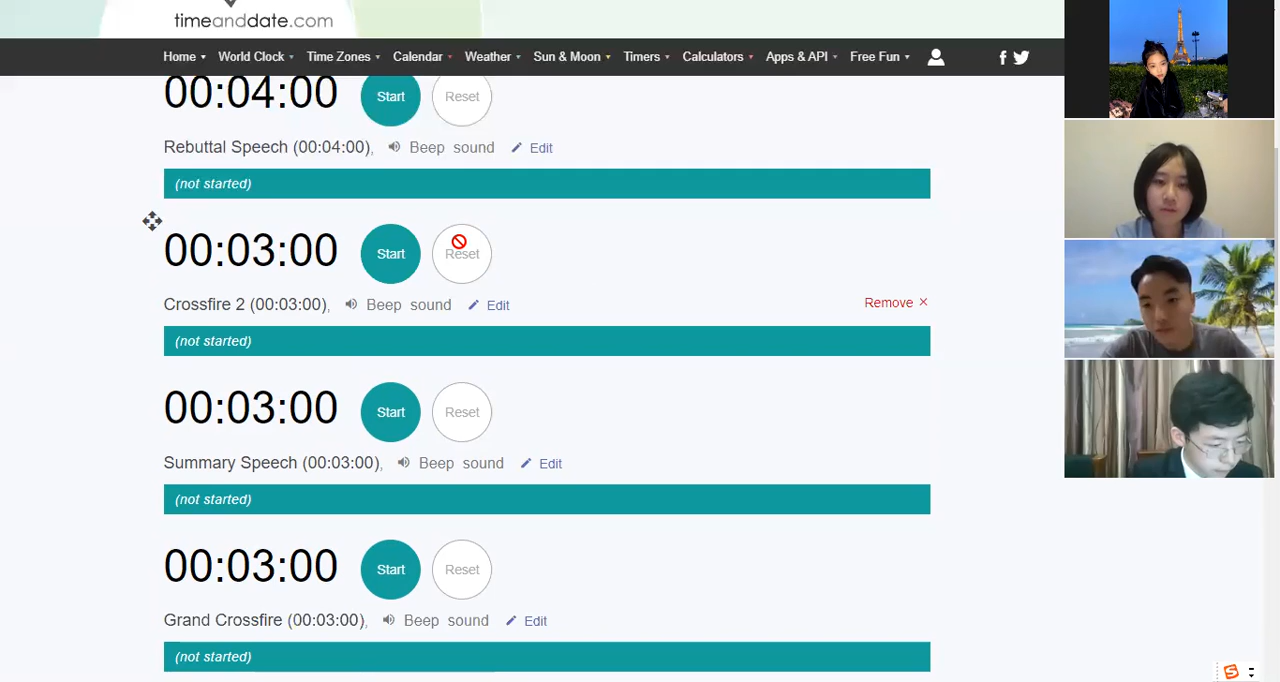 timeanddate.com
Home World Clock Time Zones Calendar Weather Sun & Moon Timers Calculators Apps & API Free Fun
00:04:00 Start Reset
Rebuttal Speech (00:04:00), Beep sound Edit
(not started)
00:03:00 Start Reset
Crossfire 2 (00:03:00), Beep sound Edit Remove ×
(not started)
00:03:00 Start Reset
Summary Speech (00:03:00), Beep sound Edit
(not started)
00:03:00 Start Reset
Grand Crossfire (00:03:00), Beep sound Edit
(not started)